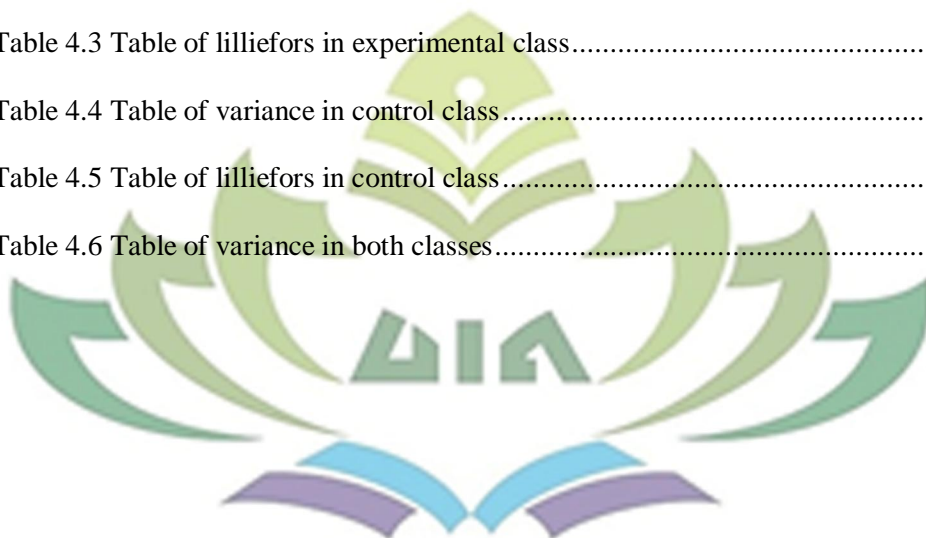 Table 4.3 Table of lilliefors in experimental class
Table 4.4 Table of variance in control class
Table 4.5 Table of lilliefors in control class
Table 4.6 Table of variance in both classes
UIN